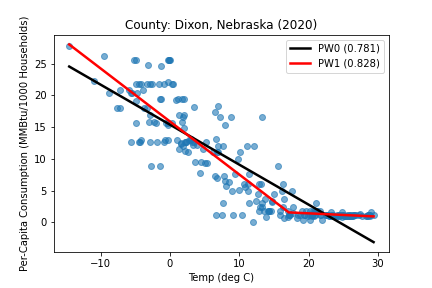 County: Dixon, Nebraska (2020)
PW0 (0.781)
PW1 (0.828)
Per-Capita Consumption (MMBtu/1000 Households)
25
20
15
10
5
0
−10
0
10
20
30
Temp (deg C)